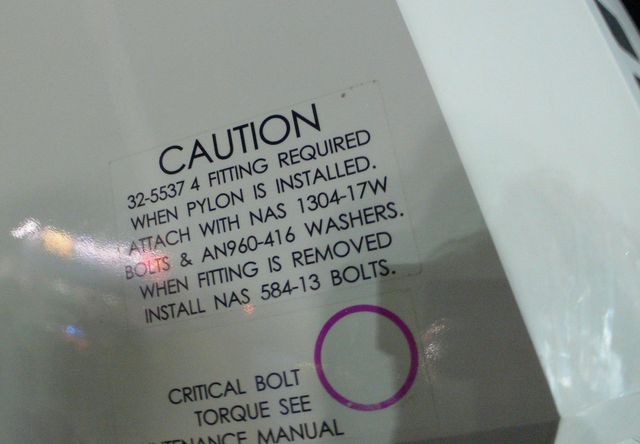 CAUTION
32-5537 4 FITTING REQUIRED
WHEN PYLON IS INSTALLED.
ATTACH WITH NAS 1304-17W
BOLTS & AN960-416 WASHERS.
WHEN FITTING IS REMOVED
INSTALL NAS 584-13 BOLTS.
CRITICAL BOLT
TORQUE SEE
MANUAL